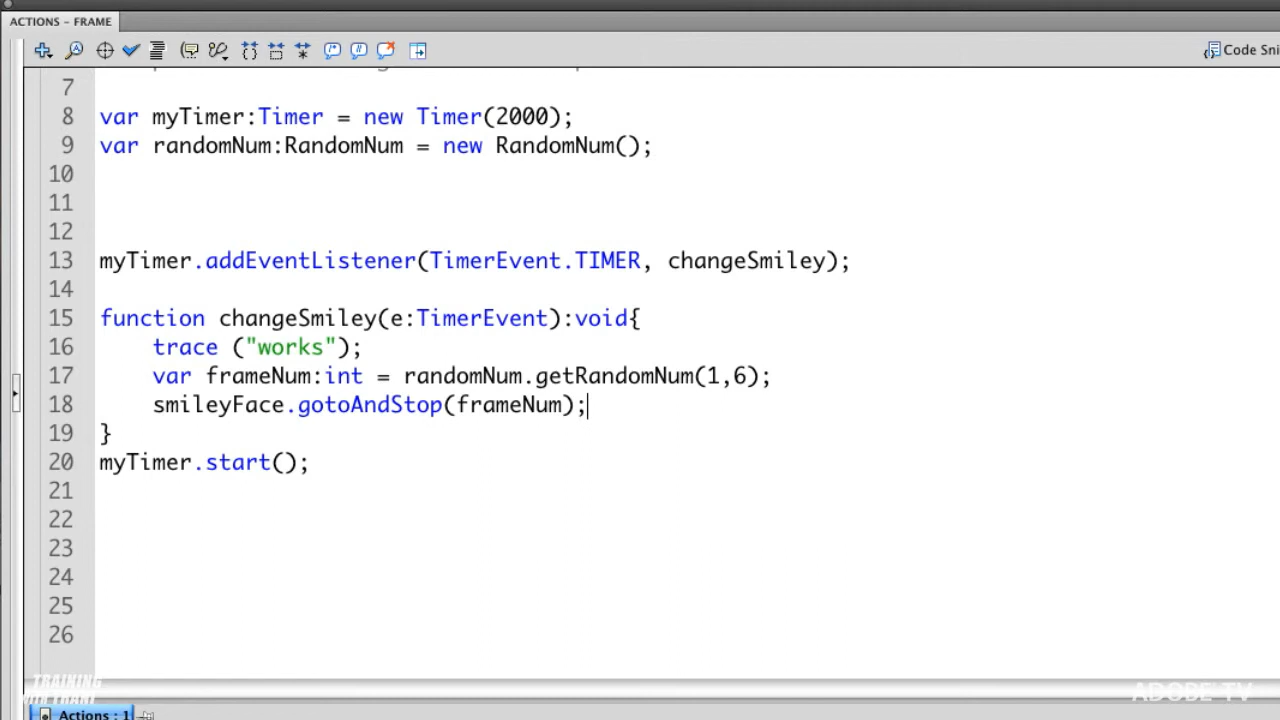 ACTIONS – FRAME
Code Sni
7
8 var myTimer:Timer = new Timer(2000);
9 var randomNum:RandomNum = new RandomNum();
10
11
12
13 myTimer.addEventListener(TimerEvent.TIMER, changeSmiley);
14
15 function changeSmiley(e:TimerEvent):void{
16 trace ("works");
17 var frameNum:int = randomNum.getRandomNum(1,6);
18 smileyFace.gotoAndStop(frameNum);
19 }
20 myTimer.start();
21
22
23
24
25
26
TRAINING
ADOBE TV
Actions : 1